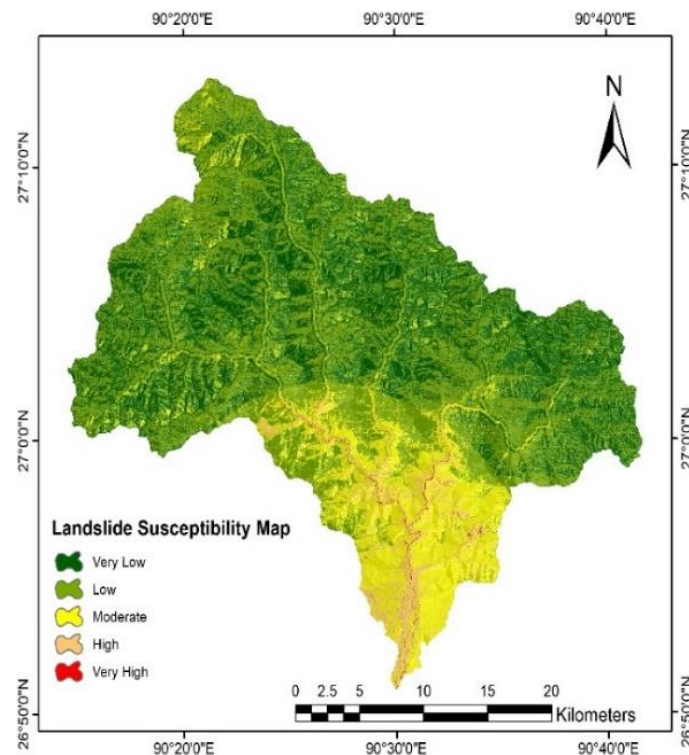 90°20'0"E 90°30'0"E 90°40'0"E
N
27°10'0"N 27°10'0"N
27°0'0"N 27°0'0"N
Landslide Susceptibility Map
Very Low
Low
Moderate
High
Very High
0 2.5 5 10 15 20
Kilometers
26°50'0"N 26°50'0"N
90°20'0"E 90°30'0"E 90°40'0"E